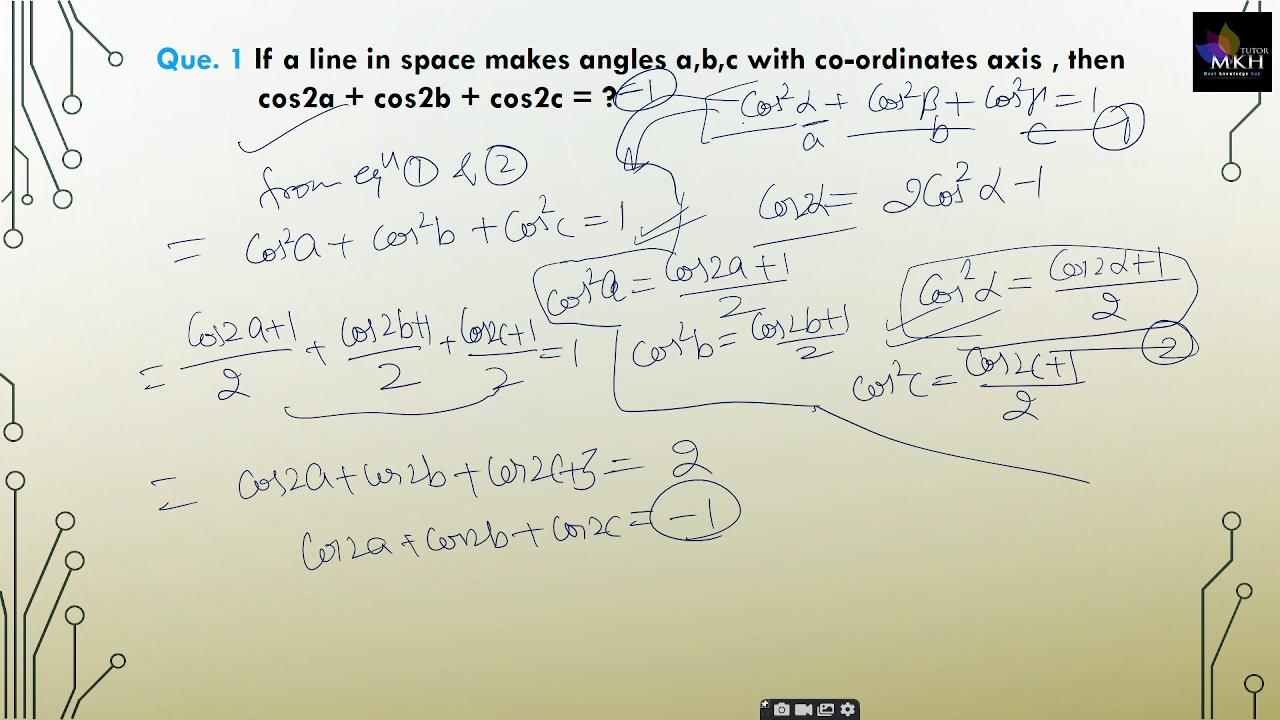 Que. 1 If a line in space makes angles a,b,c with co-ordinates axis , then
cos2a + cos2b + cos2c = ? -1
TUTOR
MKH
Meet knowledge hub
cos²α + cos²β + cos²γ = 1 ①
a b c
from eqⁿ ① & ②
cos2α = 2cos²α - 1
= cos²a + cos²b + cos²c = 1
cos²a = cos2a+1/2
cos²α = cos2α+1/2 ②
= cos2a+1/2 + cos2b+1/2 + cos2c+1/2 = 1
cos²b = cos2b+1/2
cos²c = cos2c+1/2
= cos2a + cos2b + cos2c + 3 = 2
cos2a + cos2b + cos2c = -1